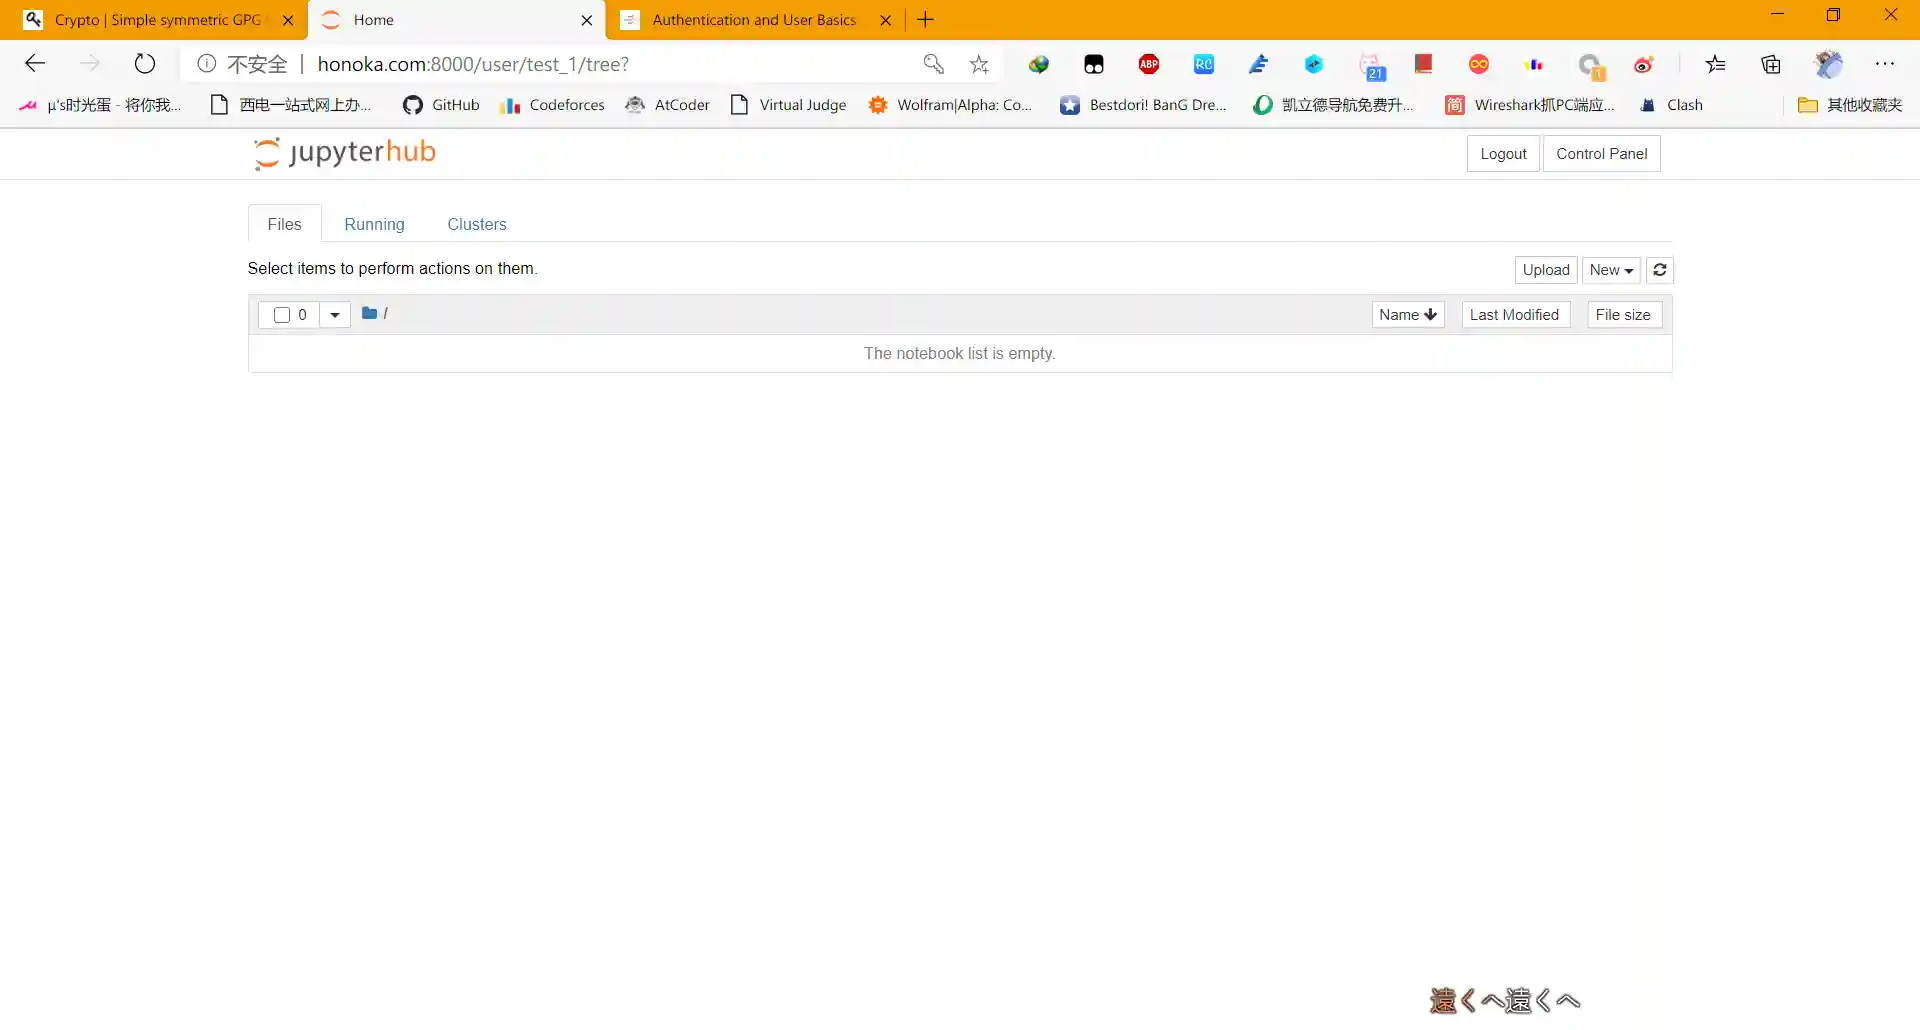 Crypto | Simple symmetric GPG
Home
Authentication and User Basics
不安全 | honoka.com:8000/user/test_1/tree?
ABP
RC
21
1
μ's时光蛋 - 将你我...
西电一站式网上办...
GitHub
Codeforces
AtCoder
Virtual Judge
Wolfram|Alpha: Co...
Bestdori! BanG Dre...
凯立德导航免费升...
简
Wireshark抓PC端应...
Clash
其他收藏夹
jupyterhub
Logout
Control Panel
Files
Running
Clusters
Select items to perform actions on them.
Upload
New
0
/
Name
Last Modified
File size
The notebook list is empty.
遠くへ遠くへ